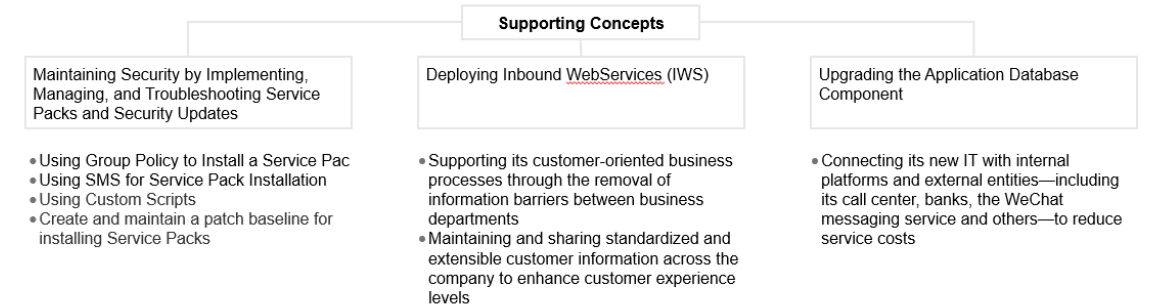 Supporting Concepts
Maintaining Security by Implementing,
Managing, and Troubleshooting Service
Packs and Security Updates
• Using Group Policy to Install a Service Pac
• Using SMS for Service Pack Installation
• Using Custom Scripts
• Create and maintain a patch baseline for
installing Service Packs
Deploying Inbound WebServices (IWS)
• Supporting its customer-oriented business
processes through the removal of
information barriers between business
departments
• Maintaining and sharing standardized and
extensible customer information across the
company to enhance customer experience
levels
Upgrading the Application Database
Component
• Connecting its new IT with internal
platforms and external entities—including
its call center, banks, the WeChat
messaging service and others—to reduce
service costs